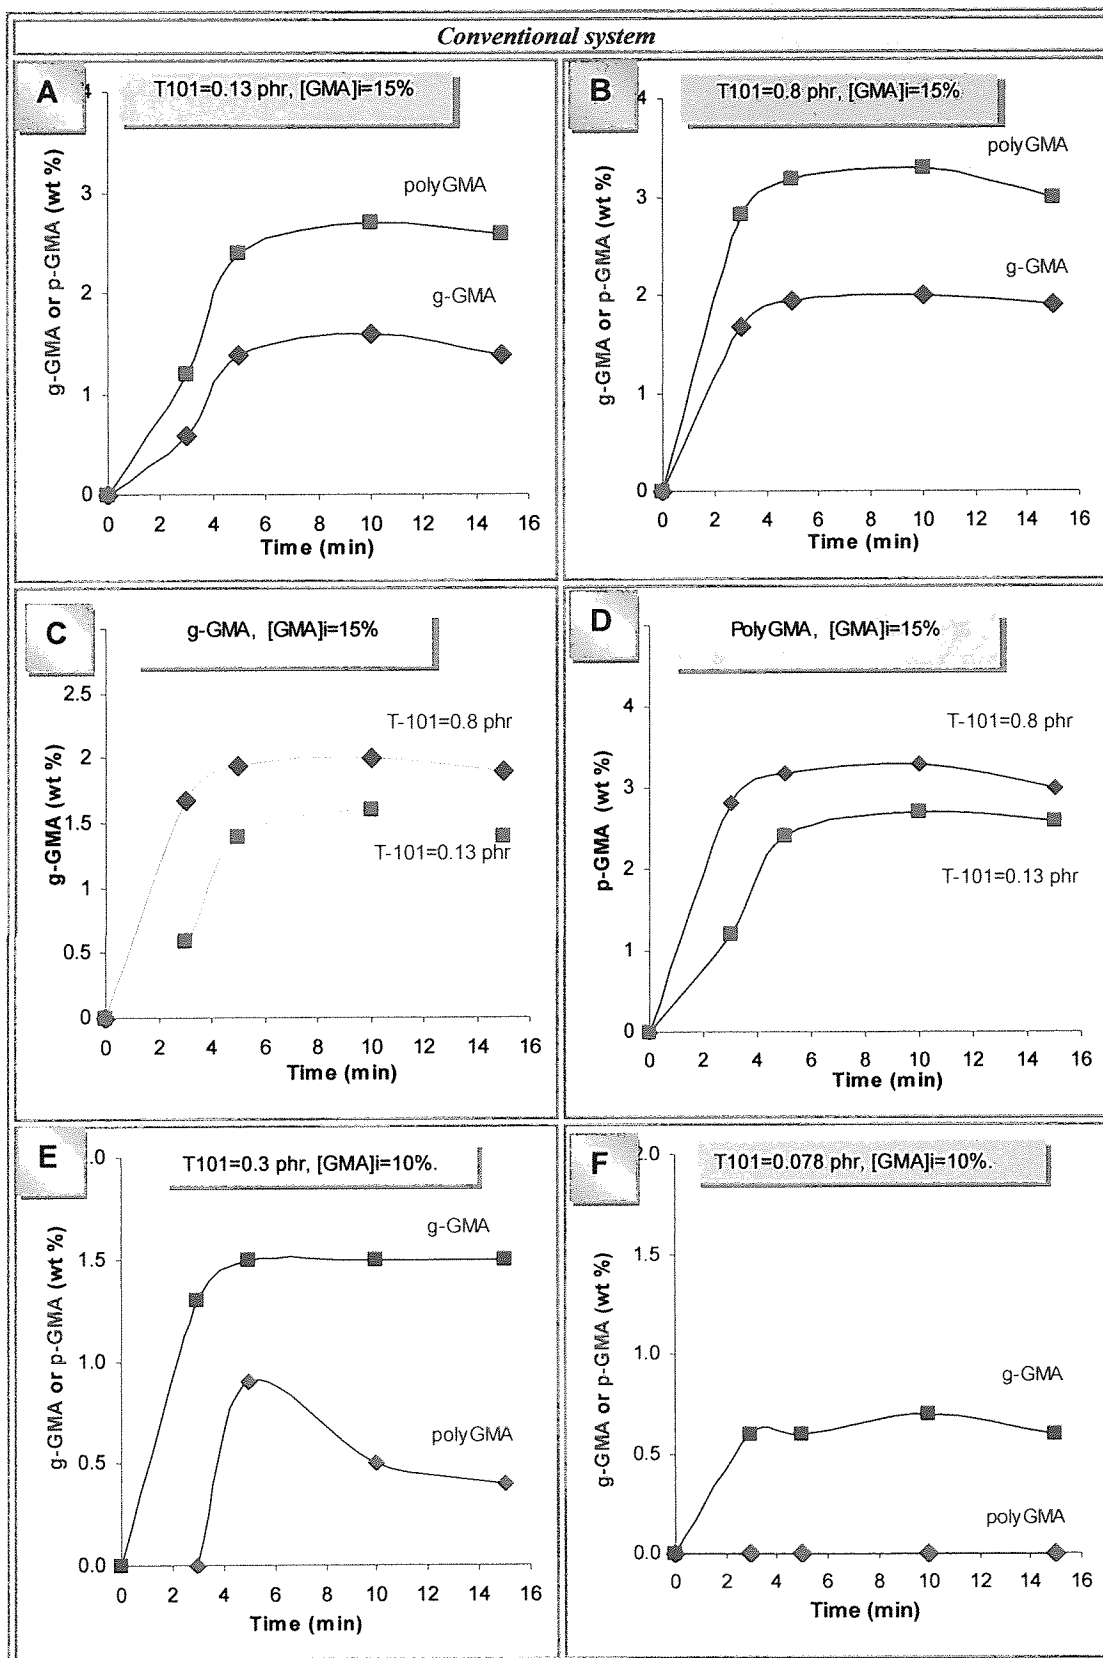 Conventional system
A
T101=0.13 phr, [GMA]i=15%
4
3
2
1
0
g-GMA or p-GMA (wt %)
polyGMA
g-GMA
0 2 4 6 8 10 12 14 16
Time (min)
B
T101=0.8 phr, [GMA]i=15%
4
3
2
1
0
g-GMA or p-GMA (wt %)
polyGMA
g-GMA
0 2 4 6 8 10 12 14 16
Time (min)
C
g-GMA, [GMA]i=15%
2.5
2
1.5
1
0.5
0
g-GMA (wt %)
T-101=0.8 phr
T-101=0.13 phr
0 2 4 6 8 10 12 14 16
Time (min)
D
PolyGMA, [GMA]i=15%
4
3
2
1
0
p-GMA (wt %)
T-101=0.8 phr
T-101=0.13 phr
0 2 4 6 8 10 12 14 16
Time (min)
E
T101=0.3 phr, [GMA]i=10%.
.0
1.5
1.0
0.5
0.0
g-GMA or p-GMA (wt %)
g-GMA
polyGMA
0 2 4 6 8 10 12 14 16
Time (min)
F
T101=0.078 phr, [GMA]i=10%.
2.0
1.5
1.0
0.5
0.0
g-GMA or p-GMA (wt %)
g-GMA
polyGMA
0 2 4 6 8 10 12 14 16
Time (min)